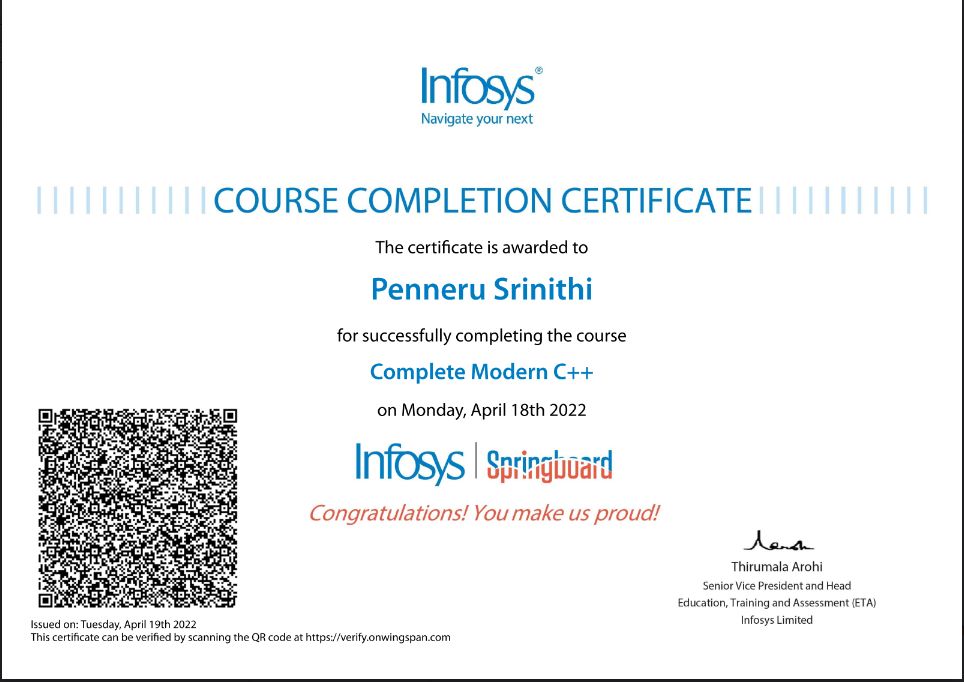 Infosys®
Navigate your next
COURSE COMPLETION CERTIFICATE
The certificate is awarded to
Penneru Srinithi
for successfully completing the course
Complete Modern C++
on Monday, April 18th 2022
Infosys | Springboard
Congratulations! You make us proud!
Thirumala Arohi
Senior Vice President and Head
Education, Training and Assessment (ETA)
Infosys Limited
Issued on: Tuesday, April 19th 2022
This certificate can be verified by scanning the QR code at https://verify.onwingspan.com